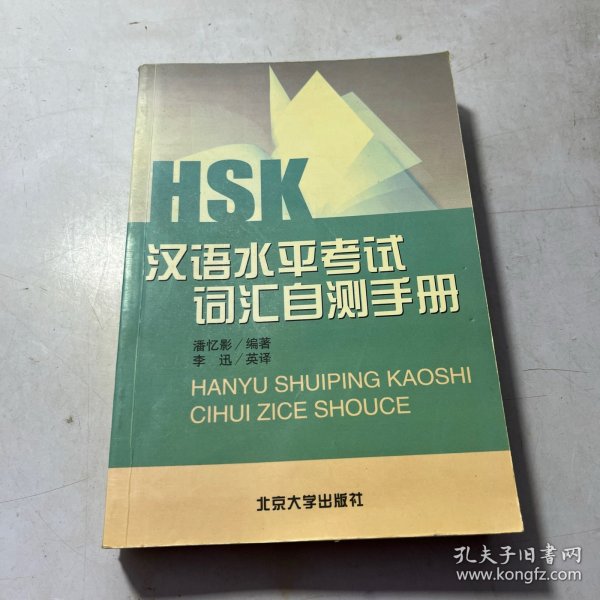 HSK
汉语水平考试
词汇自测手册
潘忆影/编著
李 迅/英译
HANYU SHUIPING KAOSHI
CIHUI ZICE SHOUCE
北京大学出版社
孔夫子旧书网
www.kongfz.com